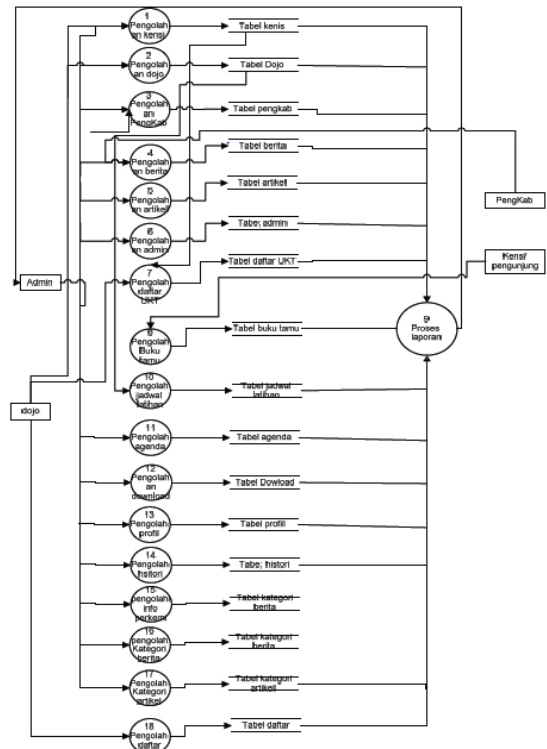 1
Pengolah
an kensi
Tabel kenis
2
Pengolah
an dojo
Tabel Dojo
3
Pengolah
an
PengKab
Tabel pengkab
4
Pengolah
an berita
Tabel berita
5
Pengolah
an artikel
Tabel artikel
PengKab
6
Pengolah
an admin
Tabe; admin
7
Pengolah
daftar
UKT
Tabel daftar UKT
Kensi/
pengunjung
Admin
Pengolah
Buku
tamu
Tabel buku tamu
9
Proses
laporan
10
Pengolah
jadwal
latihan
Tabel jadwal
latihan
dojo
11
Pengolah
agenda
Tabel agenda
12
Pengolah
an
download
Tabel Dowload
13
Pengolah
profil
Tabel profil
14
Pengolah
hsitori
Tabe; histori
15
pengolah
info
perkemi
Tabel kategori
berita
16
pengolah
Kategori
berita
Tabel kategori
berita
17
Pengolah
Kategori
artikel
Tabel kategori
artikel
18
Pengolah
daftar
Tabel daftar